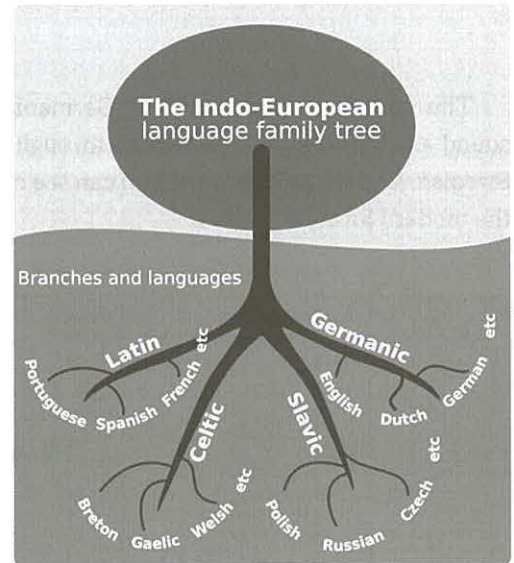 The Indo-European
language family tree
Branches and languages
Latin
Portuguese
Spanish
French
etc
Celtic
Breton
Gaelic
Welsh
etc
Slavic
Polish
Russian
Czech
etc
Germanic
English
Dutch
German
etc